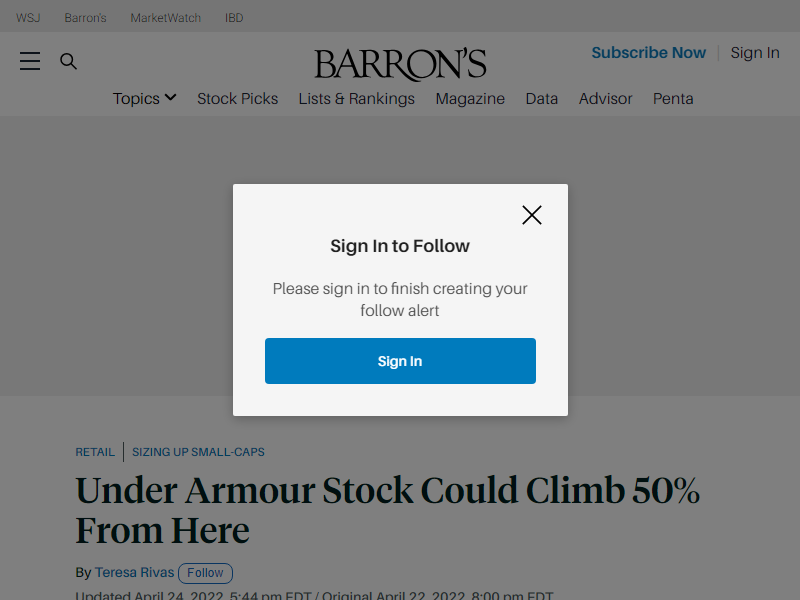 WSJ Barron's MarketWatch IBD
BARRON'S
Subscribe Now Sign In
Topics Stock Picks Lists & Rankings Magazine Data Advisor Penta
Sign In to Follow
Please sign in to finish creating your
follow alert
Sign In
RETAIL SIZING UP SMALL-CAPS
Under Armour Stock Could Climb 50%
From Here
By Teresa Rivas Follow
Updated April 24, 2022, 5:44 pm EDT / Original April 22, 2022, 8:00 pm EDT